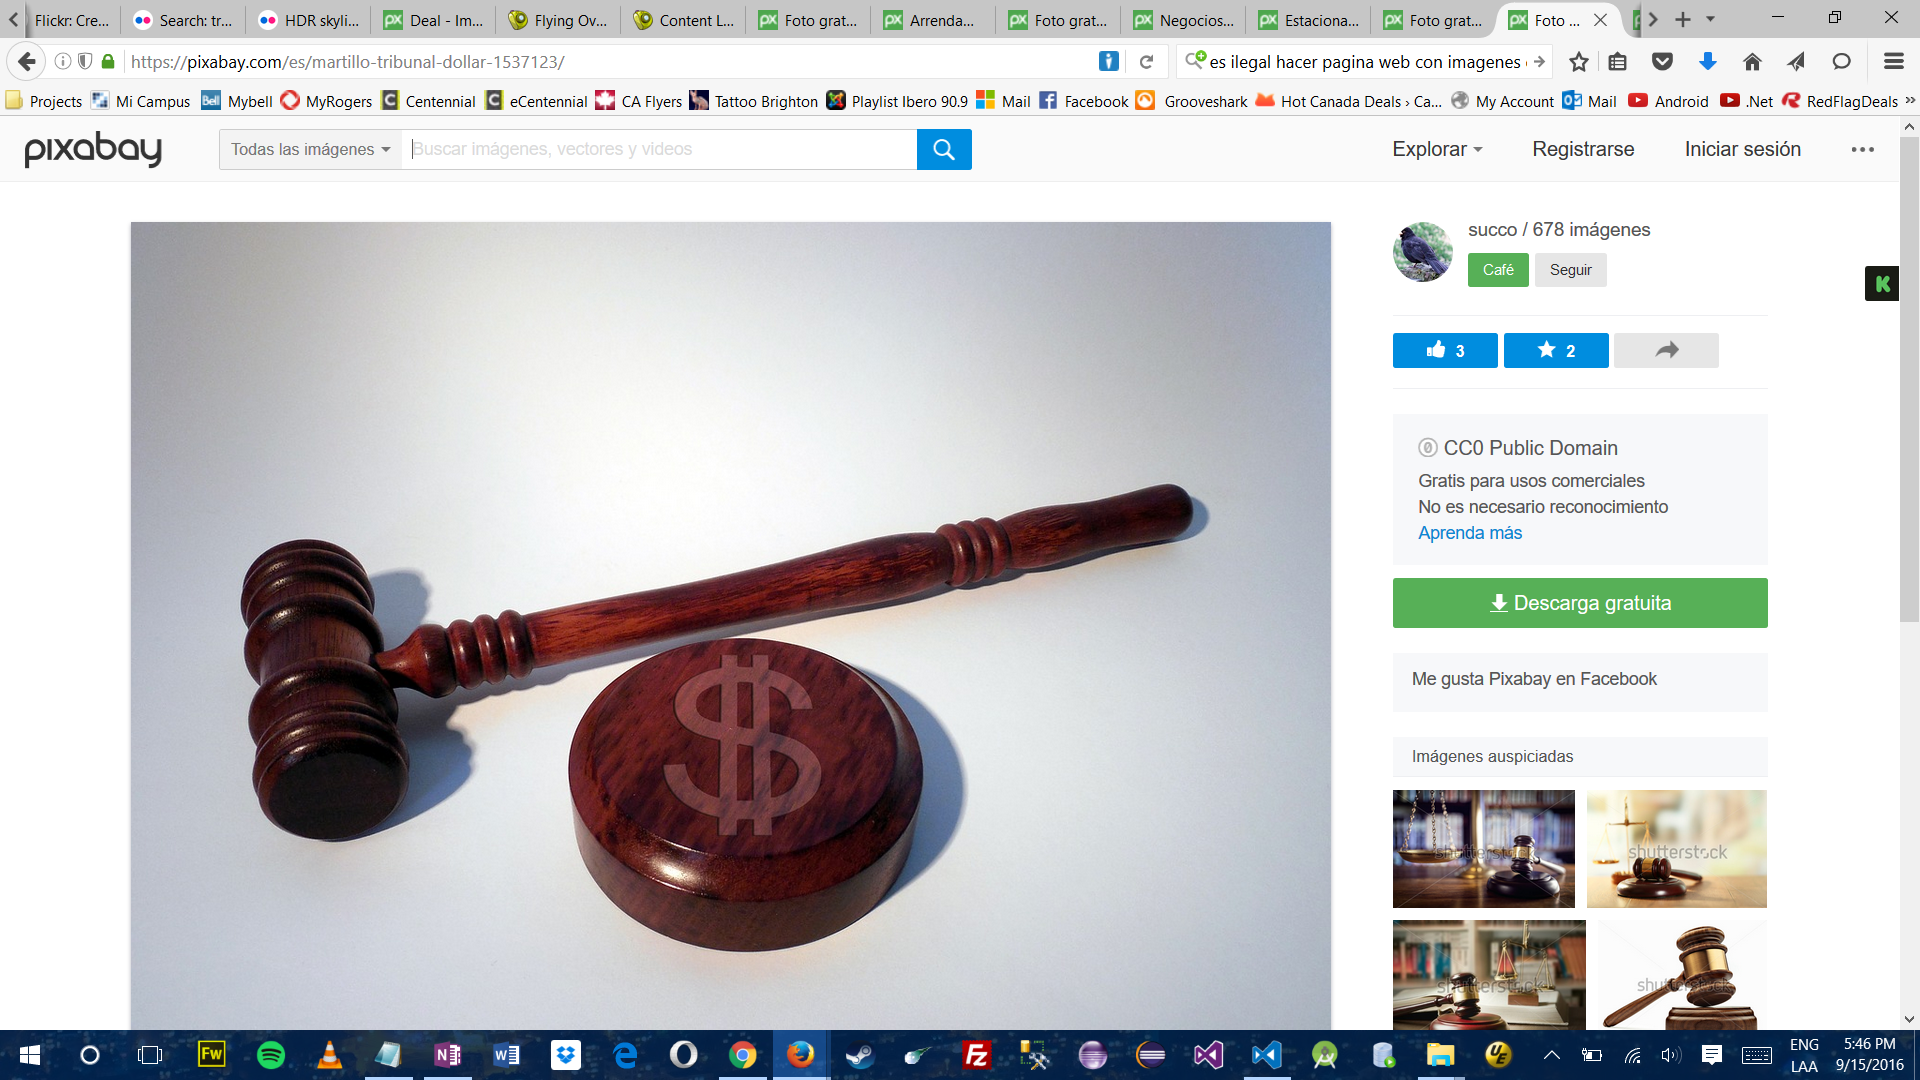 Flickr: Cre...
Search: tr...
HDR skyli...
Deal - Im...
Flying Ov...
Content L...
Foto grat...
Arrenda...
Foto grat...
Negocios...
Estaciona...
Foto grat...
Foto ...
https://pixabay.com/es/martillo-tribunal-dollar-1537123/
es ilegal hacer pagina web con imagenes
Projects
Mi Campus
Bell
Mybell
MyRogers
Centennial
eCentennial
CA Flyers
Tattoo Brighton
Playlist Ibero 90.9
Mail
Facebook
Grooveshark
Hot Canada Deals › Ca...
My Account
Mail
Android
.Net
RedFlagDeals
pixabay
Todas las imágenes
Buscar imágenes, vectores y videos
Explorar
Registrarse
Iniciar sesión
succo / 678 imágenes
Café
Seguir
K
3
2
CC0 Public Domain
Gratis para usos comerciales
No es necesario reconocimiento
Aprenda más
Descarga gratuita
Me gusta Pixabay en Facebook
Imágenes auspiciadas
shutterstock
shutterstock
shutterstock
shutterstock
$
Fw
ENG
LAA
5:46 PM
9/15/2016